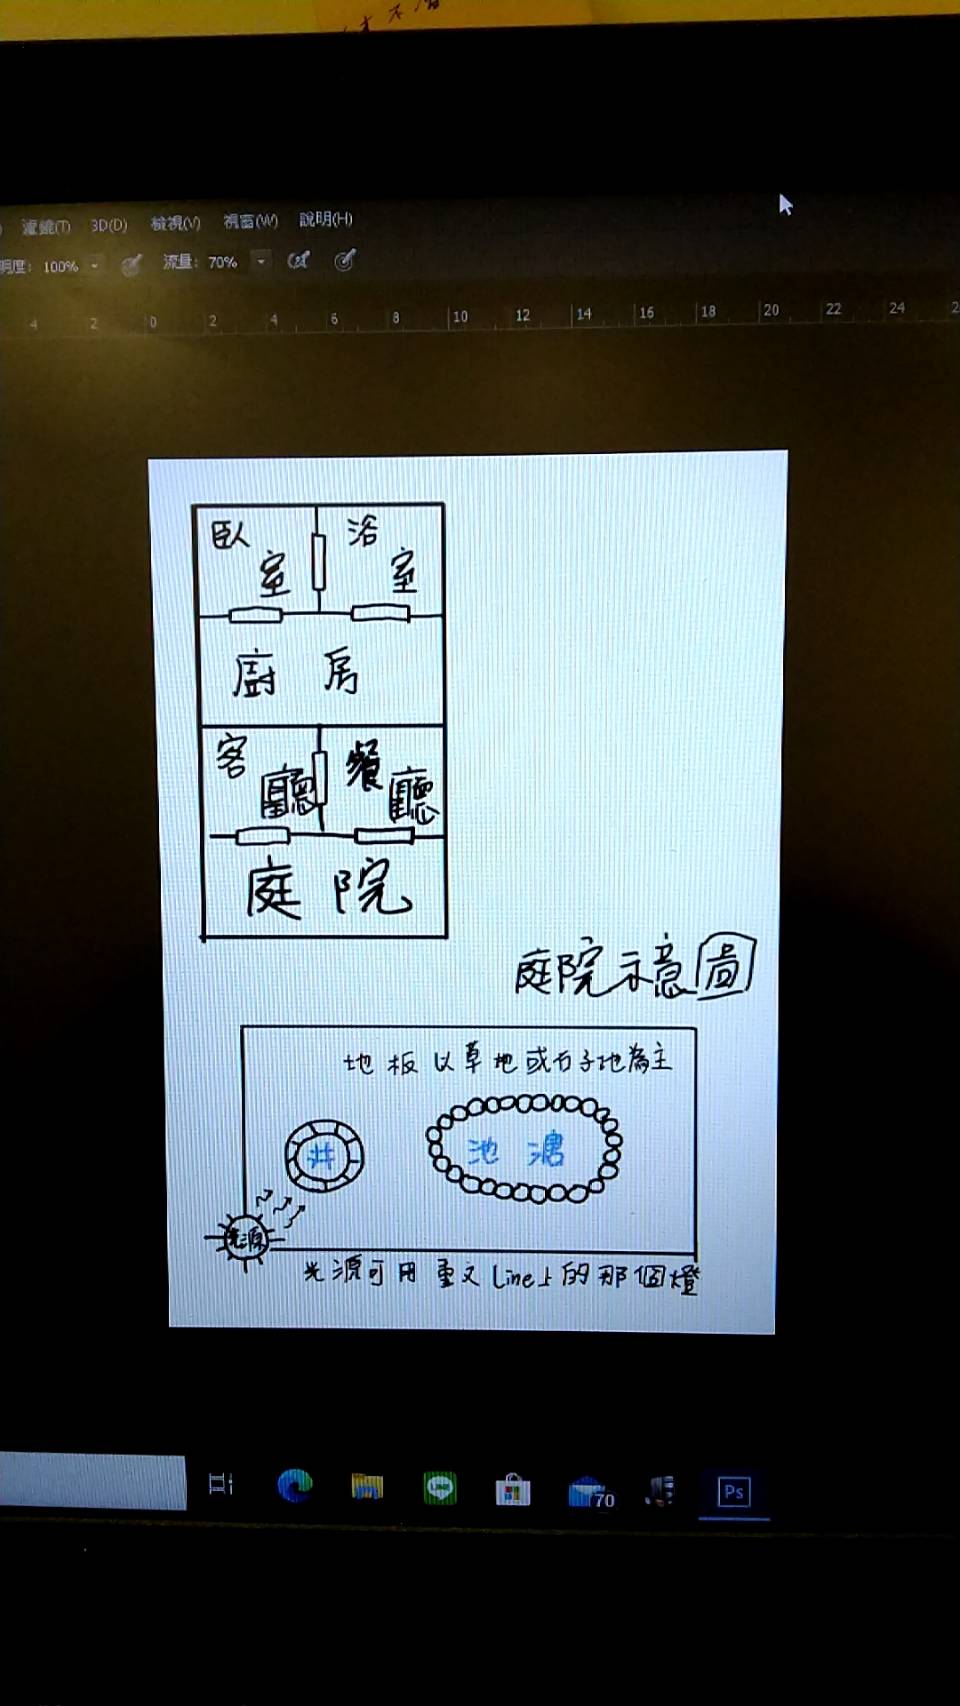 濾鏡(T) 3D(D) 檢視(V) 視窗(W) 說明(H)
明度: 100% 流量: 70%
4 2 0 2 4 6 8 10 12 14 16 18 20 22 24 2
臥室 浴室
廚房
客廳 餐廳
庭院
庭院示意圖
地板以草地或石子地為主
井 池溏
光源
光源可用重文Line上的那個燈
LINE 70 Ps